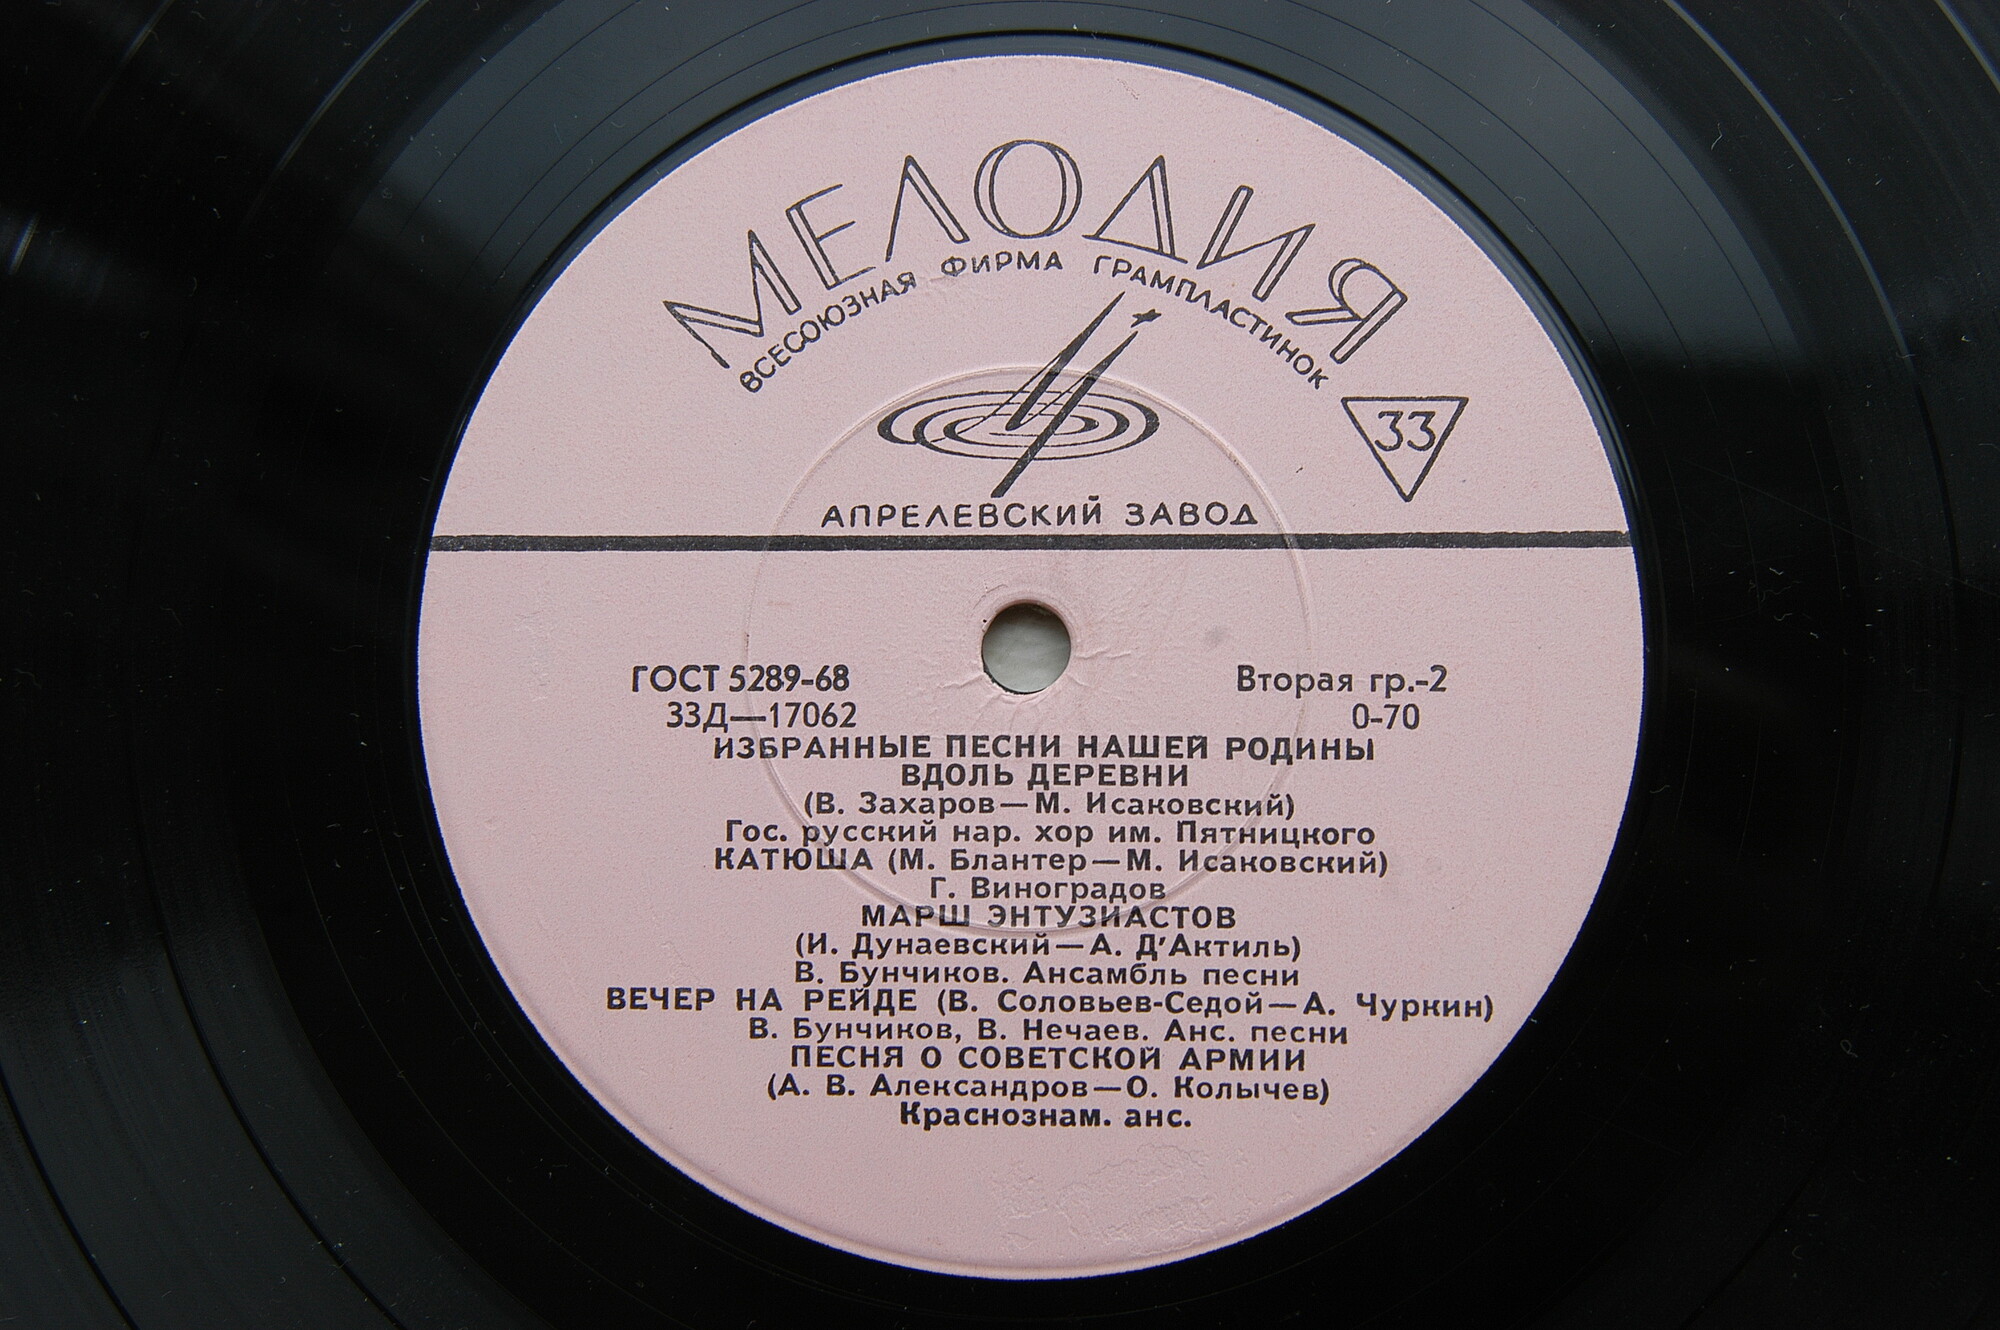 МЕЛОДИЯ
ВСЕСОЮЗНАЯ ФИРМА ГРАМПЛАСТИНОК
33
АПРЕЛЕВСКИЙ ЗАВОД
ГОСТ 5289-68 Вторая гр.-2
33Д—17062 0-70
ИЗБРАННЫЕ ПЕСНИ НАШЕЙ РОДИНЫ
ВДОЛЬ ДЕРЕВНИ
(В. Захаров—М. Исаковский)
Гос. русский нар. хор им. Пятницкого
КАТЮША (М. Блантер—М. Исаковский)
Г. Виноградов
МАРШ ЭНТУЗИАСТОВ
(И. Дунаевский—А. Д'Актиль)
В. Бунчиков. Ансамбль песни
ВЕЧЕР НА РЕЙДЕ (В. Соловьев-Седой—А. Чуркин)
В. Бунчиков, В. Нечаев. Анс. песни
ПЕСНЯ О СОВЕТСКОЙ АРМИИ
(А. В. Александров—О. Колычев)
Краснознам. анс.